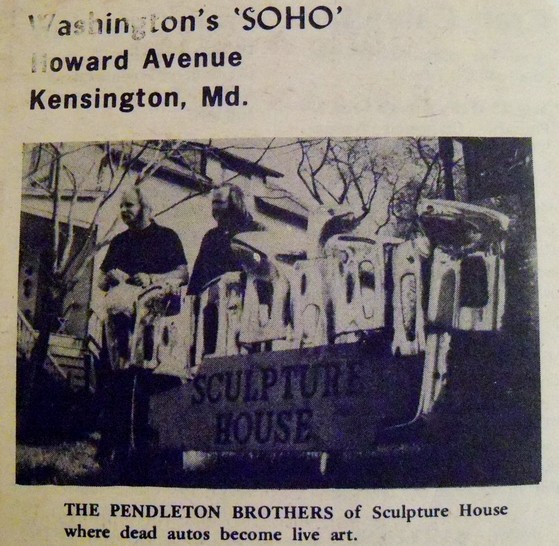 Washington's 'SOHO'
Howard Avenue
Kensington, Md.
SCULPTURE
HOUSE
THE PENDLETON BROTHERS of Sculpture House
where dead autos become live art.